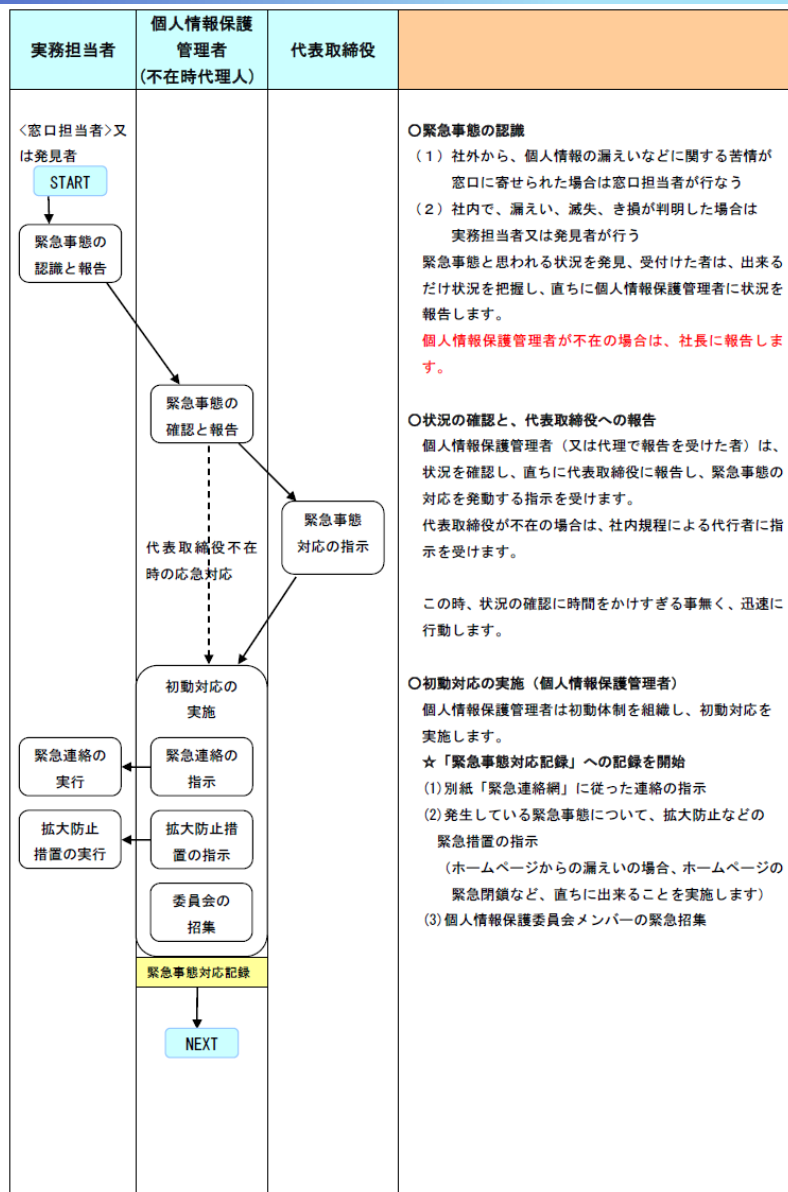 実務担当者
個人情報保護
管理者
(不在時代理人)
代表取締役
<窓口担当者>又
は発見者
START
緊急事態の
認識と報告
緊急事態の
確認と報告
緊急事態
対応の指示
代表取締役不在
時の応急対応
初動対応の
実施
緊急連絡の
実行
緊急連絡の
指示
拡大防止
措置の実行
拡大防止措
置の指示
委員会の
招集
緊急事態対応記録
NEXT
〇緊急事態の認識
(1)社外から、個人情報の漏えいなどに関する苦情が
窓口に寄せられた場合は窓口担当者が行なう
(2)社内で、漏えい、滅失、き損が判明した場合は
実務担当者又は発見者が行う
緊急事態と思われる状況を発見、受付けた者は、出来る
だけ状況を把握し、直ちに個人情報保護管理者に状況を
報告します。
個人情報保護管理者が不在の場合は、社長に報告しま
す。
〇状況の確認と、代表取締役への報告
個人情報保護管理者(又は代理で報告を受けた者)は、
状況を確認し、直ちに代表取締役に報告し、緊急事態の
対応を発動する指示を受けます。
代表取締役が不在の場合は、社内規程による代行者に指
示を受けます。
この時、状況の確認に時間をかけすぎる事無く、迅速に
行動します。
〇初動対応の実施(個人情報保護管理者)
個人情報保護管理者は初動体制を組織し、初動対応を
実施します。
☆「緊急事態対応記録」への記録を開始
(1)別紙「緊急連絡網」に従った連絡の指示
(2)発生している緊急事態について、拡大防止などの
緊急措置の指示
(ホームページからの漏えいの場合、ホームページの
緊急閉鎖など、直ちに出来ることを実施します)
(3)個人情報保護委員会メンバーの緊急招集